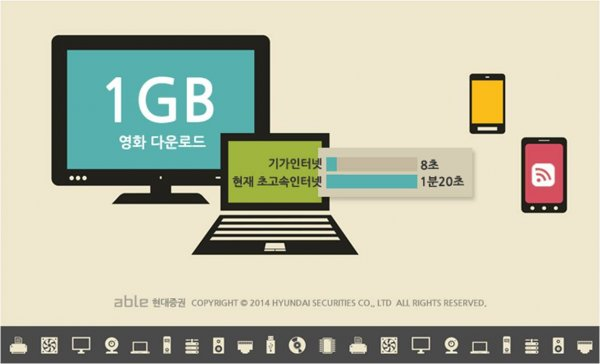 1GB
영화 다운로드
기가인터넷 8초
현재 초고속인터넷 1분20초
able 현대증권 COPYRIGHT © 2014 HYUNDAI SECURITIES CO., LTD ALL RIGHTS RESERVED.